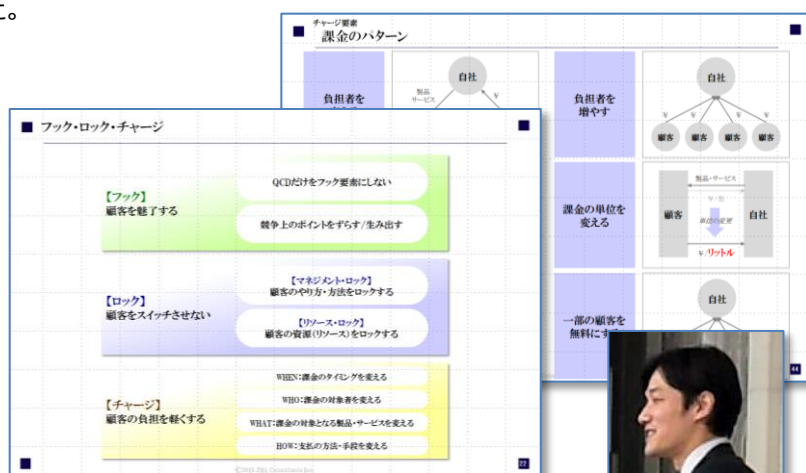 た。
チャージ要素
課金のパターン
負担者を
自社
製品
サービス
¥
負担者を
増やす
自社
¥ ¥ ¥ ¥
顧客 顧客 顧客 顧客
課金の単位を
変える
製品・サービス
顧客
単位の変更
自社
¥/リットル
一部の顧客を
無料にす
自社
44
フック・ロック・チャージ
【フック】
顧客を魅了する
QCDだけをフック要素にしない
競争上のポイントをずらす/生み出す
【ロック】
顧客をスイッチさせない
【マネジメント・ロック】
顧客のやり方・方法をロックする
【リソース・ロック】
顧客の資源(リソース)をロックする
【チャージ】
顧客の負担を軽くする
WHEN:課金のタイミングを変える
WHO:課金の対象者を変える
WHAT:課金の対象となる製品・サービスを変える
HOW:支払の方法・手段を変える
22